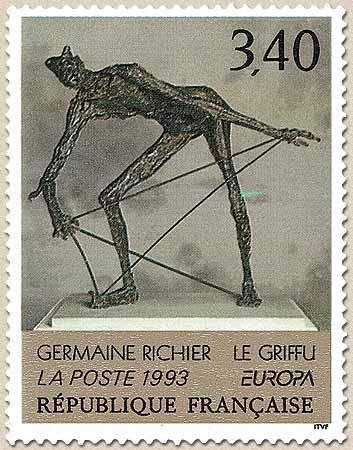 3,40
GERMAINE RICHIER LE GRIFFU
LA POSTE 1993 EUROPA
RÉPUBLIQUE FRANÇAISE
ITVF